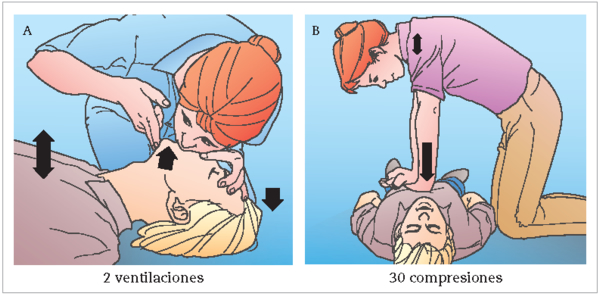 A
B
2 ventilaciones
30 compresiones